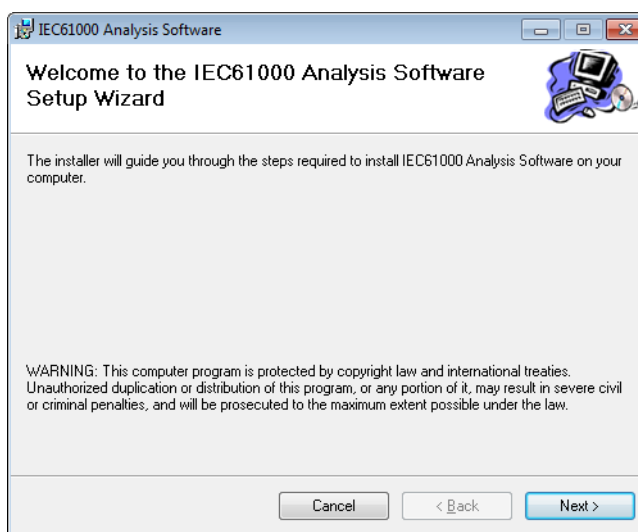 IEC61000 Analysis Software
Welcome to the IEC61000 Analysis Software
Setup Wizard
The installer will guide you through the steps required to install IEC61000 Analysis Software on your
computer.
WARNING: This computer program is protected by copyright law and international treaties.
Unauthorized duplication or distribution of this program, or any portion of it, may result in severe civil
or criminal penalties, and will be prosecuted to the maximum extent possible under the law.
Cancel
< Back
Next >